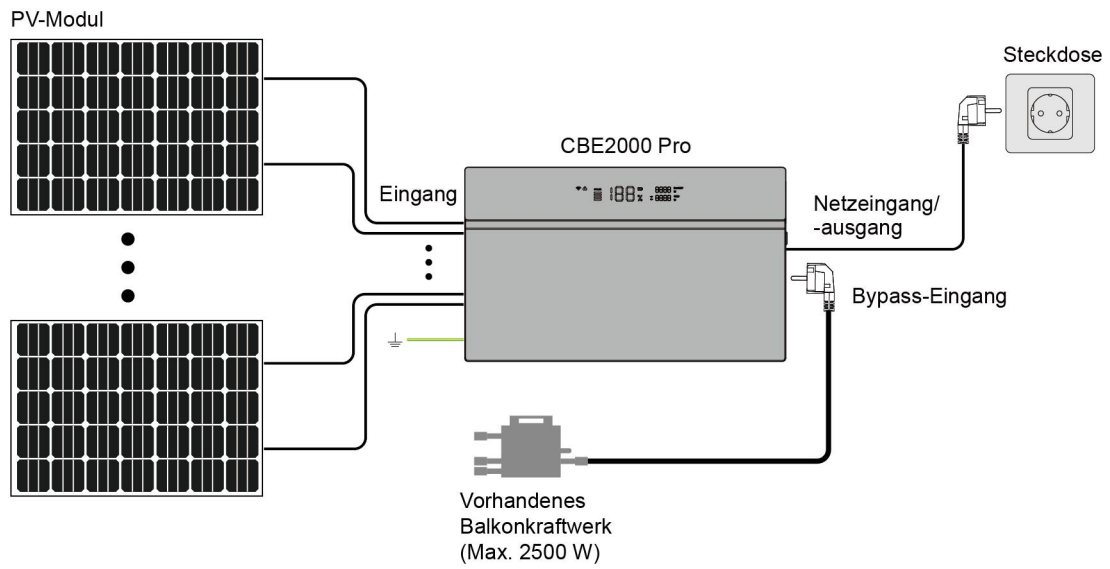 PV-Modul
Steckdose
CBE2000 Pro
Eingang
Netzeingang/
-ausgang
Bypass-Eingang
Vorhandenes
Balkonkraftwerk
(Max. 2500 W)